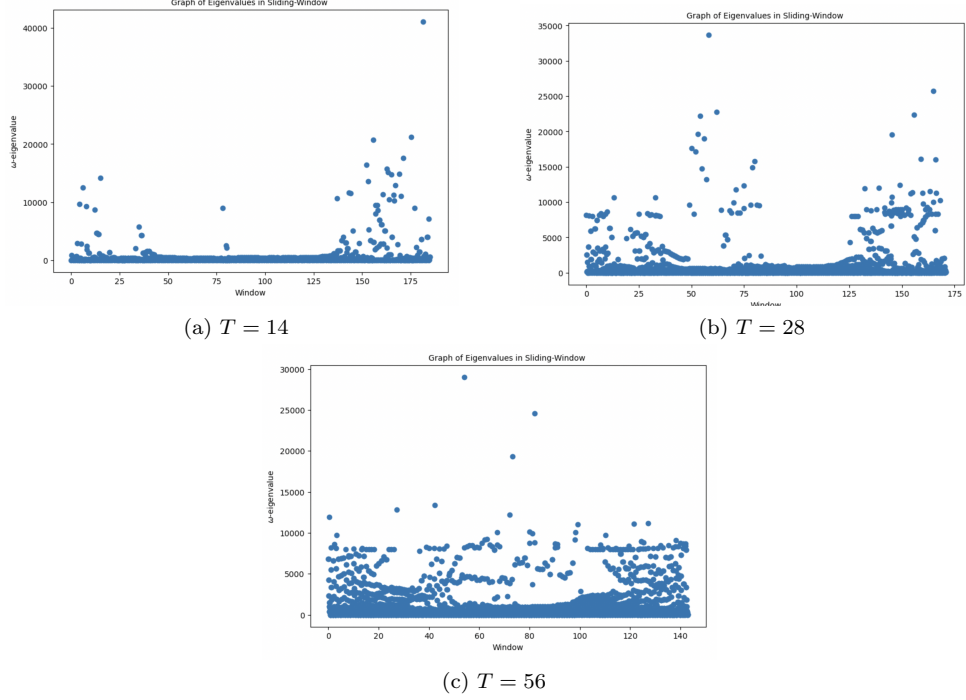 Graph of Eigenvalues in Sliding-Window
40000
30000
20000
10000
0
ω-eigenvalue
0 25 50 75 100 125 150 175
Window
(a) T = 14
Graph of Eigenvalues in Sliding-Window
35000
30000
25000
20000
15000
10000
5000
0
ω-eigenvalue
0 25 50 75 100 125 150 175
Window
(b) T = 28
Graph of Eigenvalues in Sliding-Window
30000
25000
20000
15000
10000
5000
0
ω-eigenvalue
0 20 40 60 80 100 120 140
Window
(c) T = 56